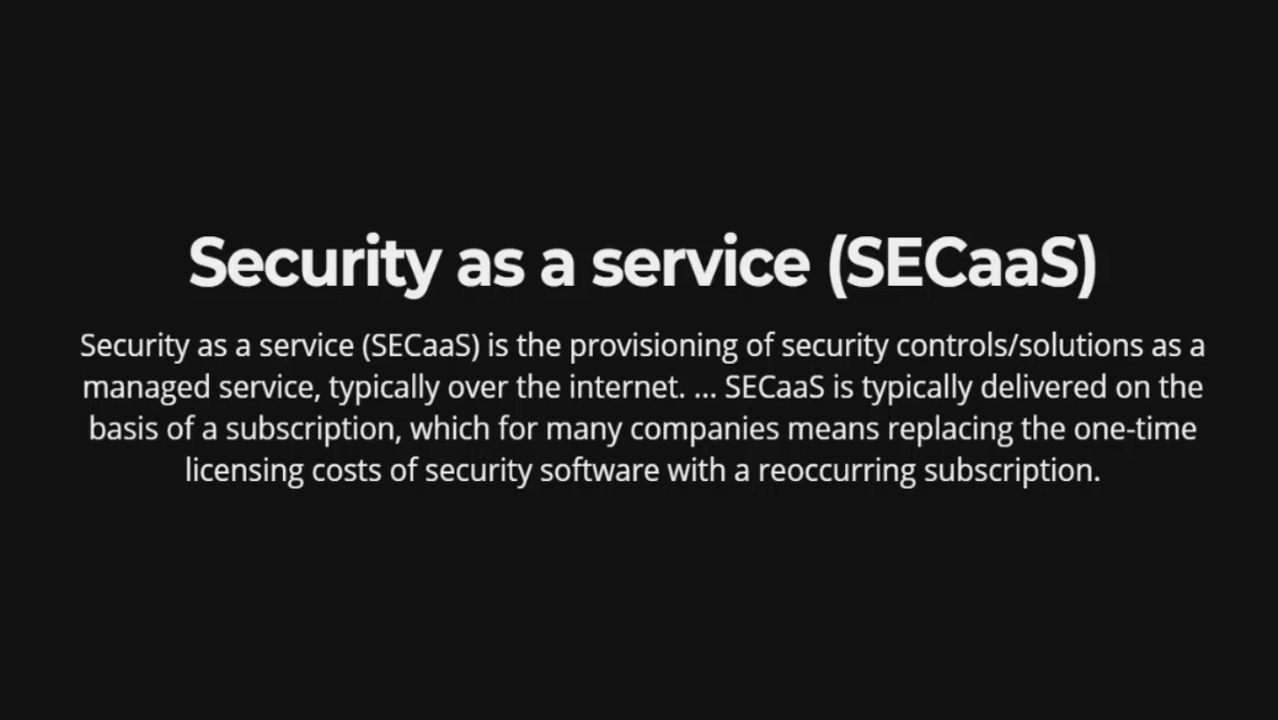 Security as a service (SECaaS)
Security as a service (SECaaS) is the provisioning of security controls/solutions as a
managed service, typically over the internet. ... SECaaS is typically delivered on the
basis of a subscription, which for many companies means replacing the one-time
licensing costs of security software with a reoccurring subscription.